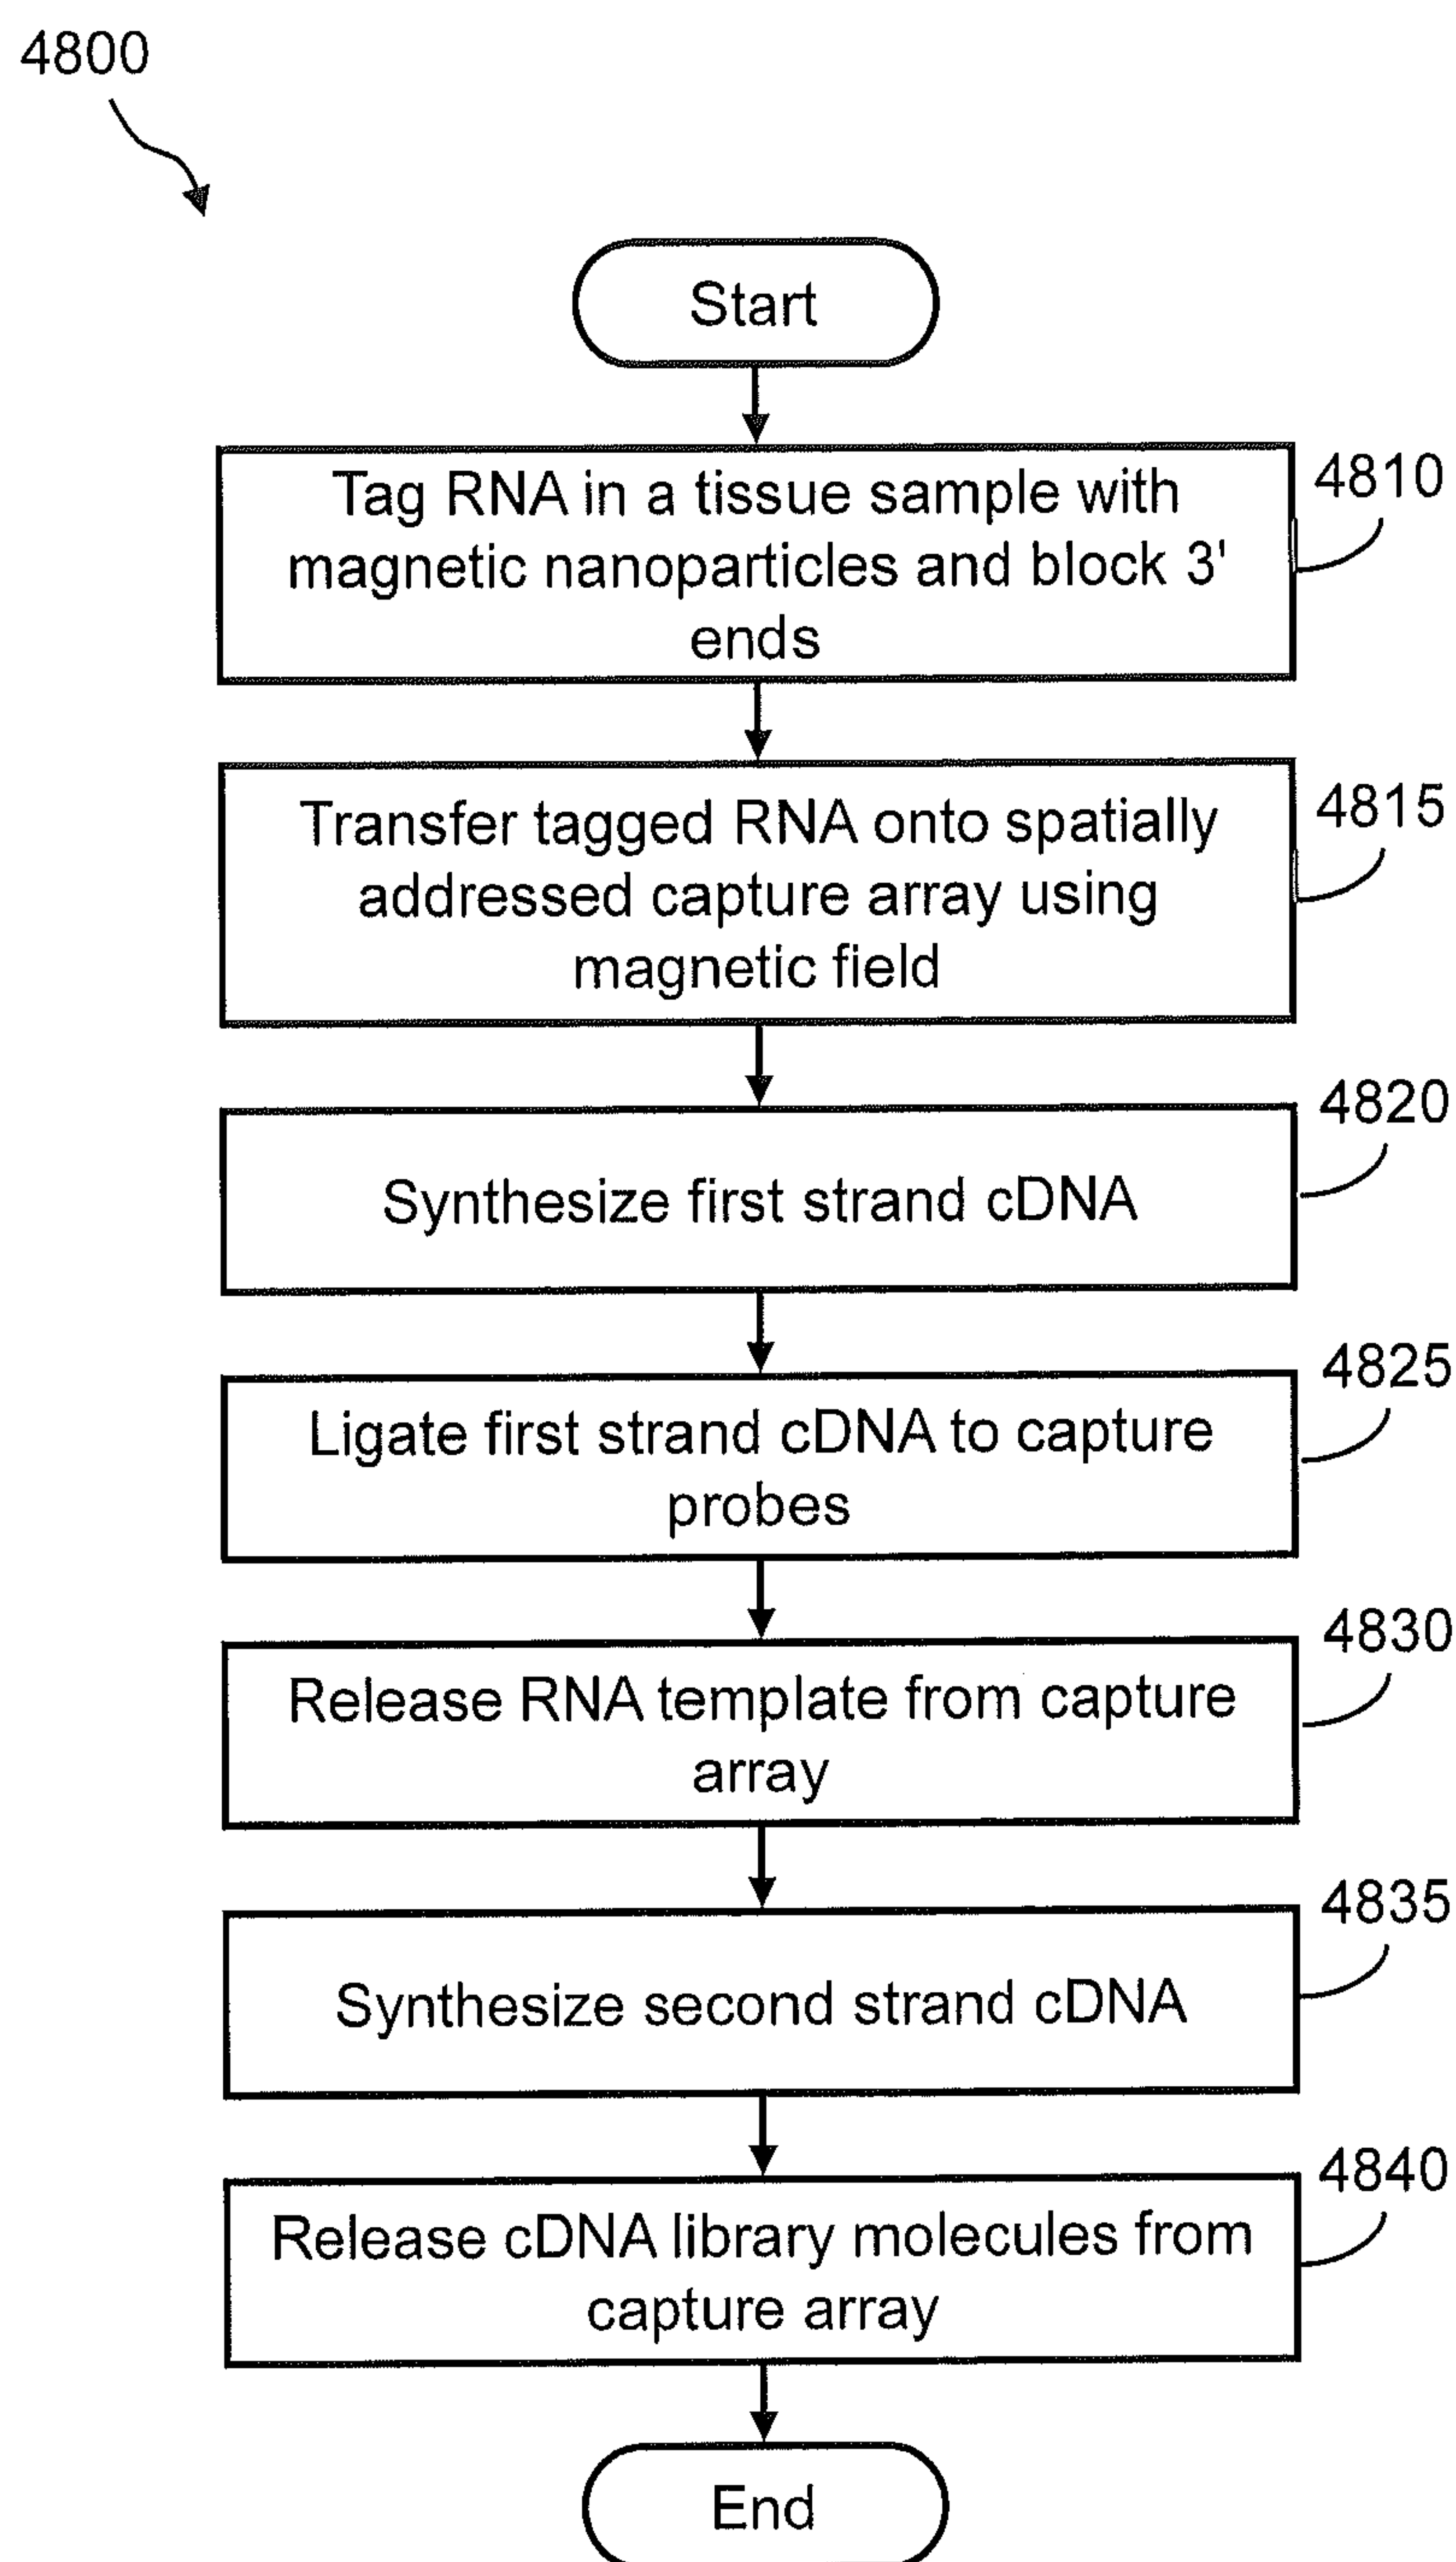 4800
Start
Tag RNA in a tissue sample with
magnetic nanoparticles and block 3'
ends
4810
Transfer tagged RNA onto spatially
addressed capture array using
magnetic field
4815
Synthesize first strand cDNA
4820
Ligate first strand cDNA to capture
probes
4825
Release RNA template from capture
array
4830
Synthesize second strand cDNA
4835
Release cDNA library molecules from
capture array
4840
End